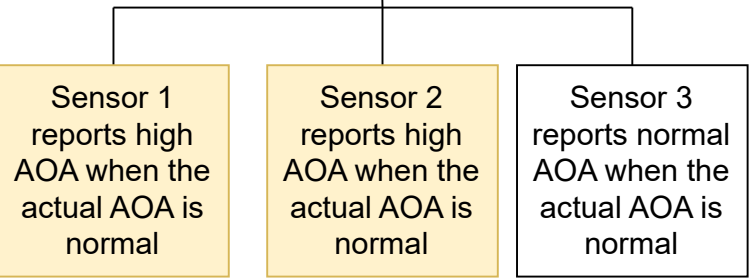 Sensor 1
reports high
AOA when the
actual AOA is
normal
Sensor 2
reports high
AOA when the
actual AOA is
normal
Sensor 3
reports normal
AOA when the
actual AOA is
normal